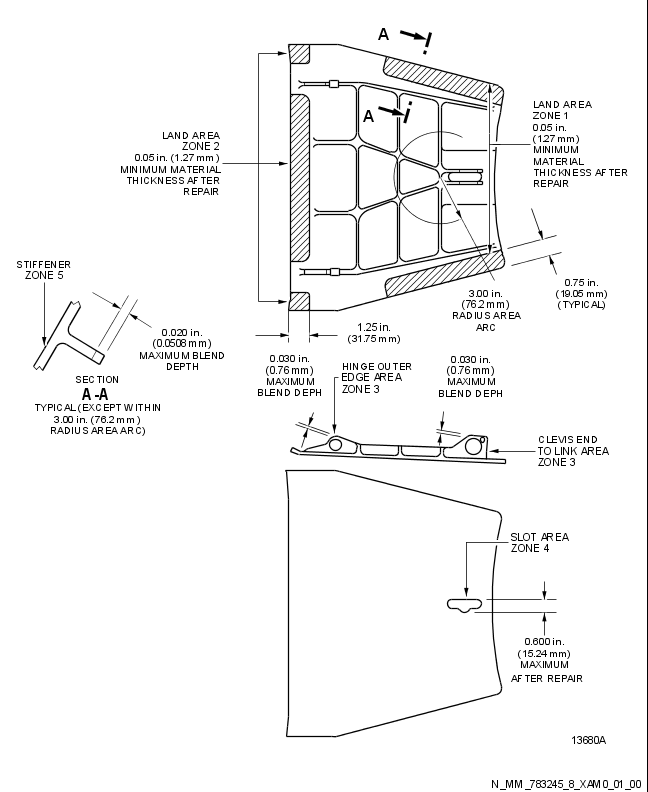 A
A
LAND AREA
ZONE 1
0.05 in.
(1.27 mm)
MINIMUM
MATERIAL
THICKNESS AFTER
REPAIR
LAND AREA
ZONE 2
0.05 in. (1.27 mm)
MINIMUM MATERIAL
THICKNESS AFTER
REPAIR
STIFFENER
ZONE 5
0.020 in.
(0.0508 mm)
MAXIMUM BLEND
DEPTH
SECTION
A-A
TYPICAL (EXCEPT WITHIN
3.00 in. (76.2 mm)
RADIUS AREA ARC)
3.00 in.
(76.2 mm)
RADIUS AREA
ARC
0.75 in.
(19.05 mm)
(TYPICAL)
1.25 in.
(31.75 mm)
0.030 in.
(0.76 mm)
MAXIMUM
BLEND DEPH
HINGE OUTER
EDGE AREA
ZONE 3
0.030 in.
(0.76 mm)
MAXIMUM
BLEND DEPH
CLEVIS END
TO LINK AREA
ZONE 3
SLOT AREA
ZONE 4
0.600 in.
(15.24 mm)
MAXIMUM
AFTER REPAIR
13680A
N_MM_783245_8_XAM0_01_00